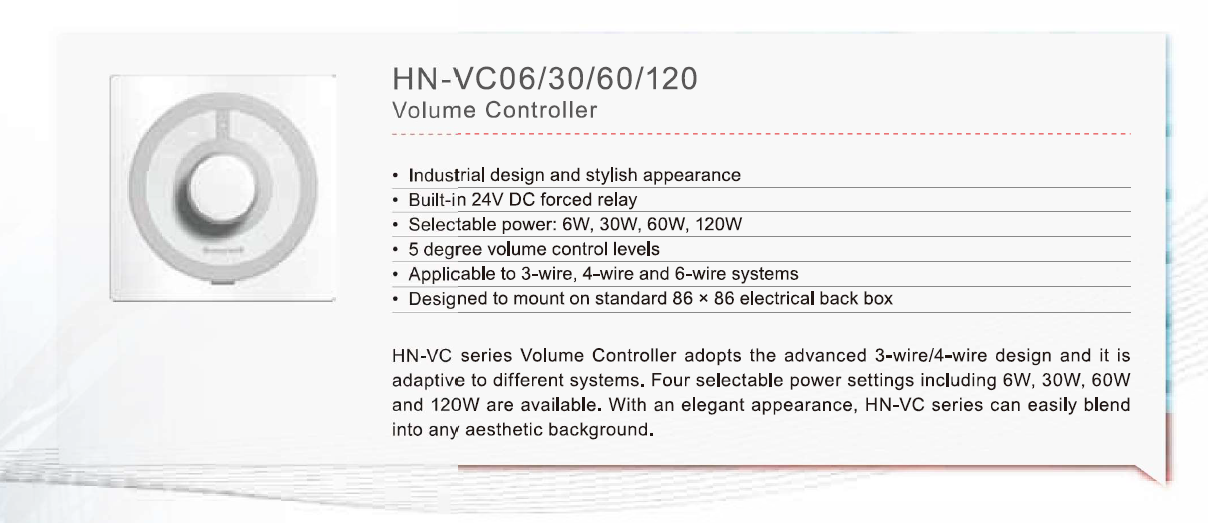 HN-VC06/30/60/120
Volume Controller
• Industrial design and stylish appearance
• Built-in 24V DC forced relay
• Selectable power: 6W, 30W, 60W, 120W
• 5 degree volume control levels
• Applicable to 3-wire, 4-wire and 6-wire systems
• Designed to mount on standard 86 × 86 electrical back box
HN-VC series Volume Controller adopts the advanced 3-wire/4-wire design and it is
adaptive to different systems. Four selectable power settings including 6W, 30W, 60W
and 120W are available. With an elegant appearance, HN-VC series can easily blend
into any aesthetic background.